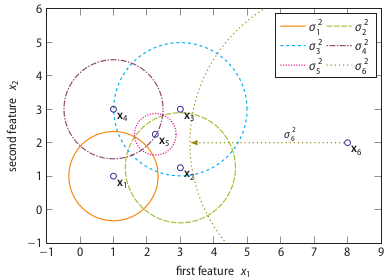 6
5
4
3
2
1
0
−1
−1 0 1 2 3 4 5 6 7 8 9
second feature x₂
first feature x₁
σ₁² σ₂²
σ₃² σ₄²
σ₅² σ₆²
x₄
x₃
x₅
σ₆²
x₆
x₁
x₂